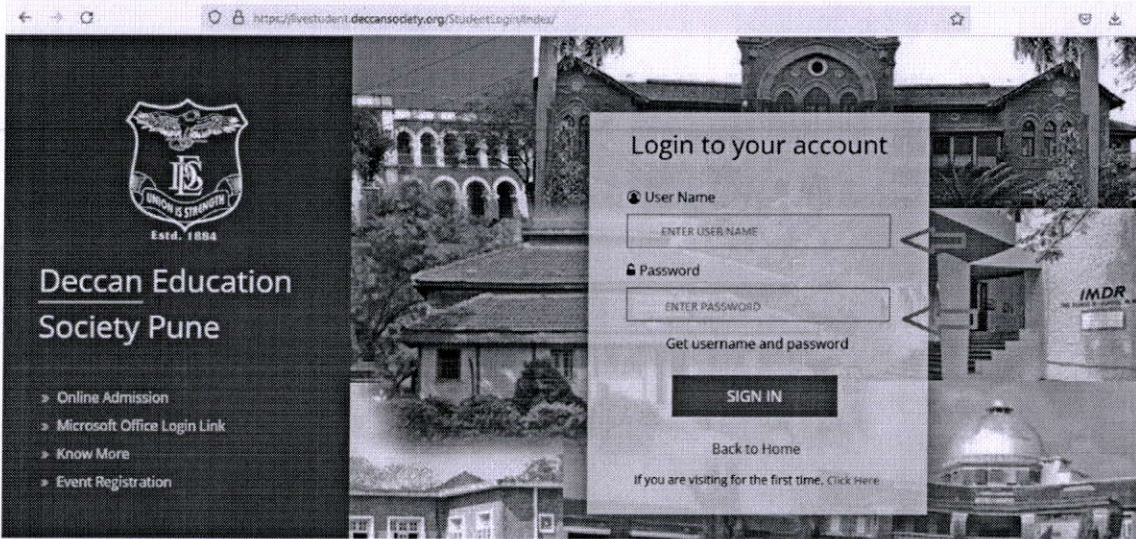 https://livestudent.deccansociety.org/StudentLogin/Index/
DES
UNION IS STRENGTH
Estd. 1884
Deccan Education
Society Pune
» Online Admission
» Microsoft Office Login Link
» Know More
» Event Registration
Login to your account
User Name
ENTER USER NAME
Password
ENTER PASSWORD
Get username and password
SIGN IN
Back to Home
If you are visiting for the first time. Click Here
IMDR